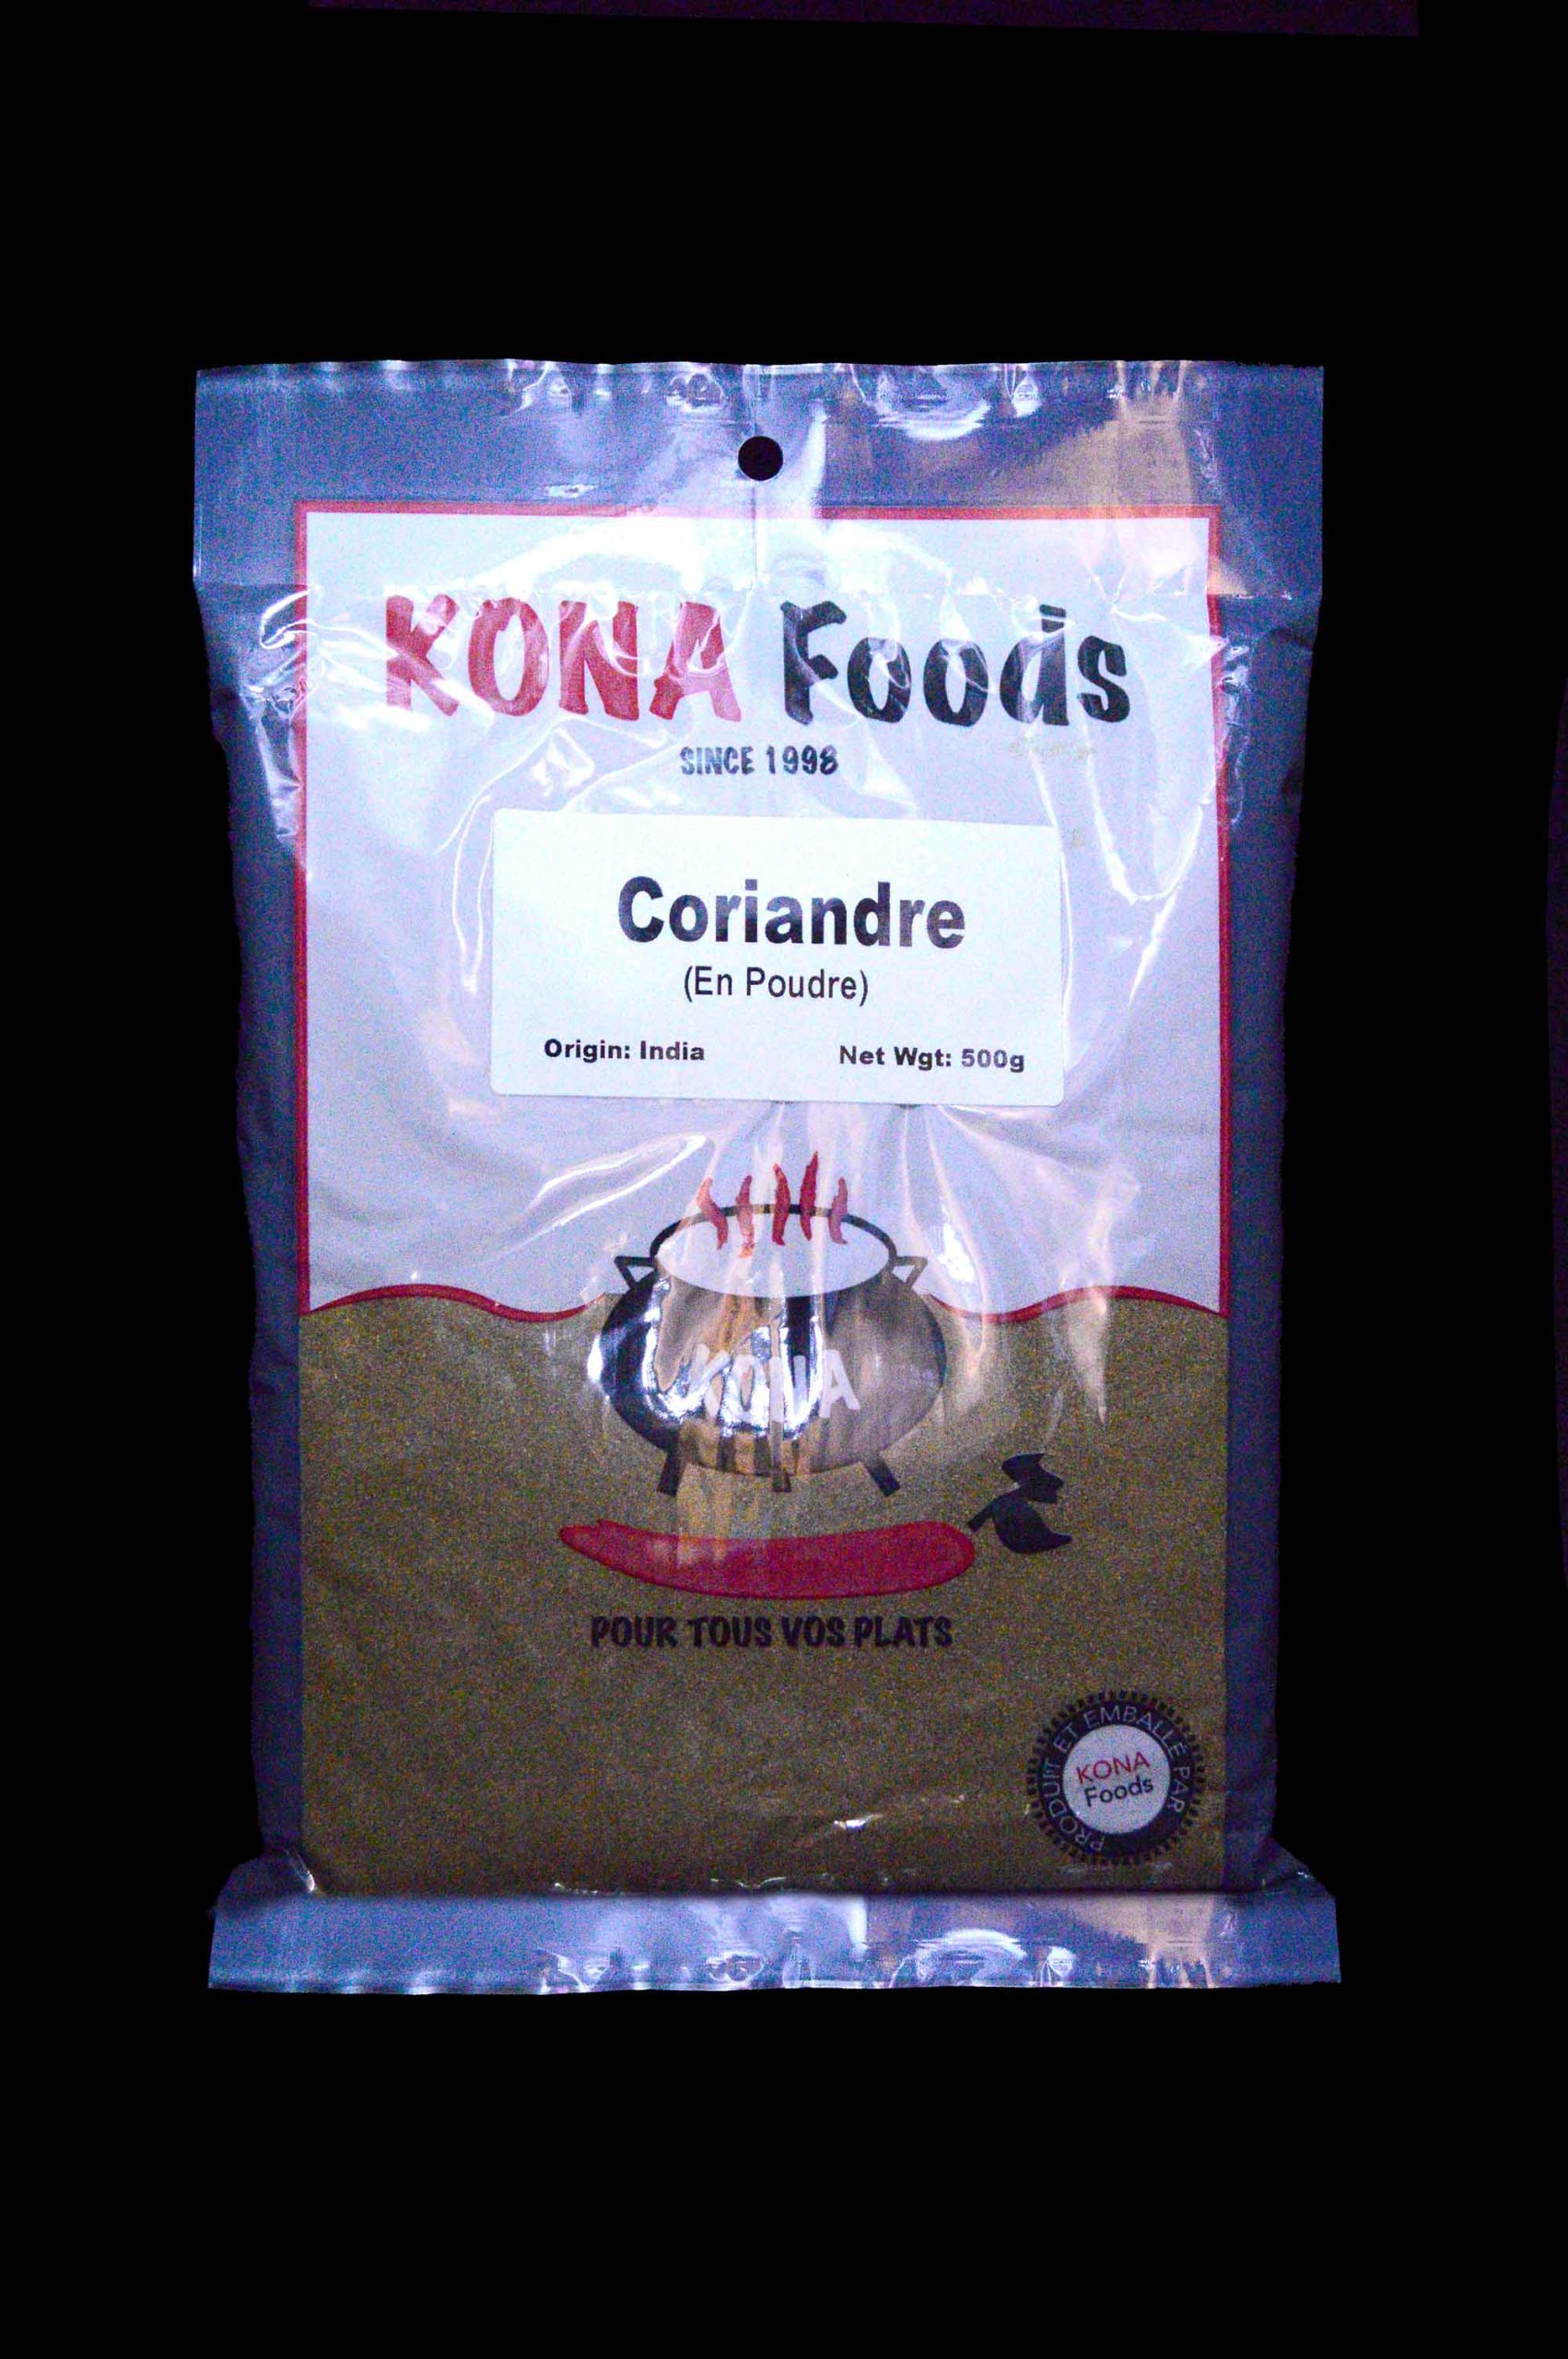 KONA Foods
SINCE 1998
Coriandre
(En Poudre)
Origin: India Net Wgt: 500g
KONA
POUR TOUS VOS PLATS
PRODUIT ET EMBALLÉ PAR
KONA
Foods